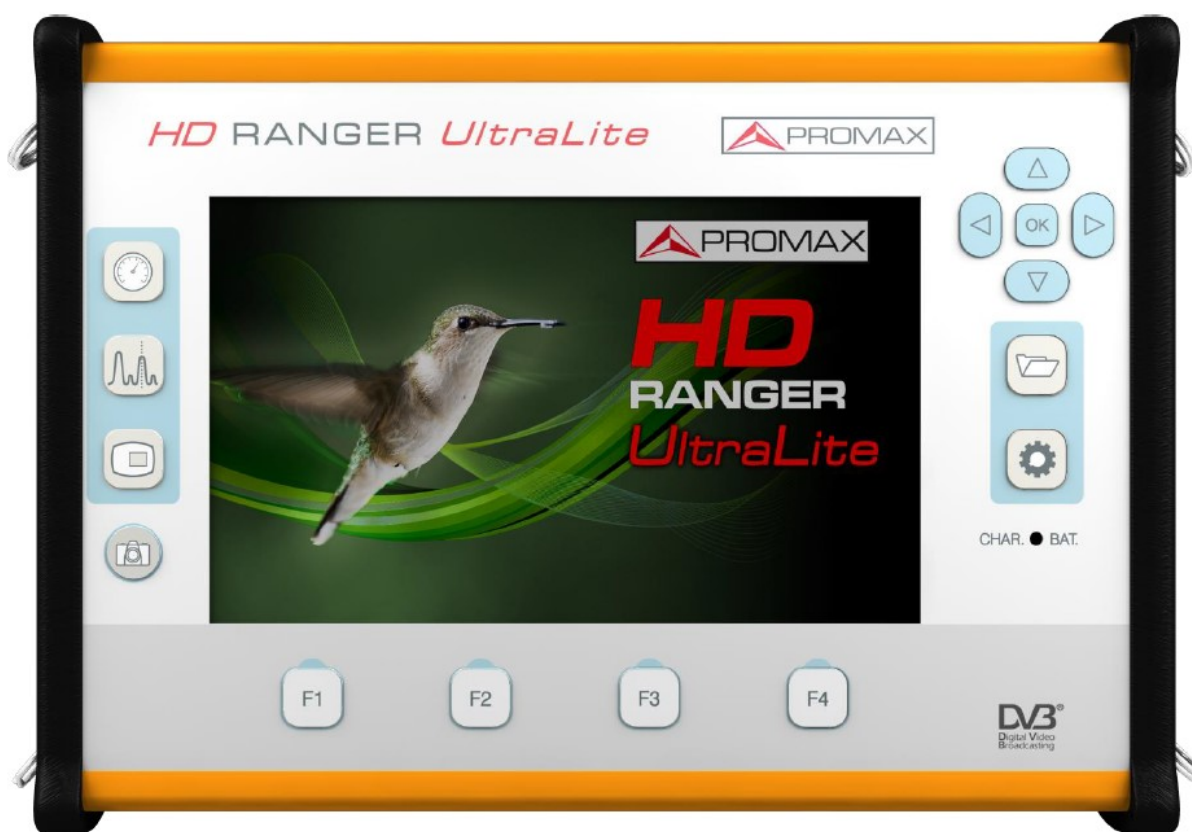 HD RANGER UltraLite
PROMAX
PROMAX
HD
RANGER
UltraLite
OK
CHAR. BAT.
F1
F2
F3
F4
DVB®
Digital Video
Broadcasting